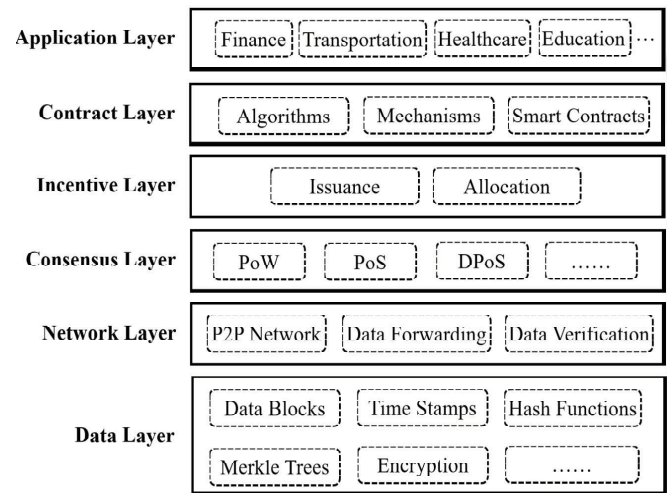 Application Layer
Finance Transportation Healthcare Education ···
Contract Layer
Algorithms Mechanisms Smart Contracts
Incentive Layer
Issuance Allocation
Consensus Layer
PoW PoS DPoS ......
Network Layer
P2P Network Data Forwarding Data Verification
Data Layer
Data Blocks Time Stamps Hash Functions
Merkle Trees Encryption ......